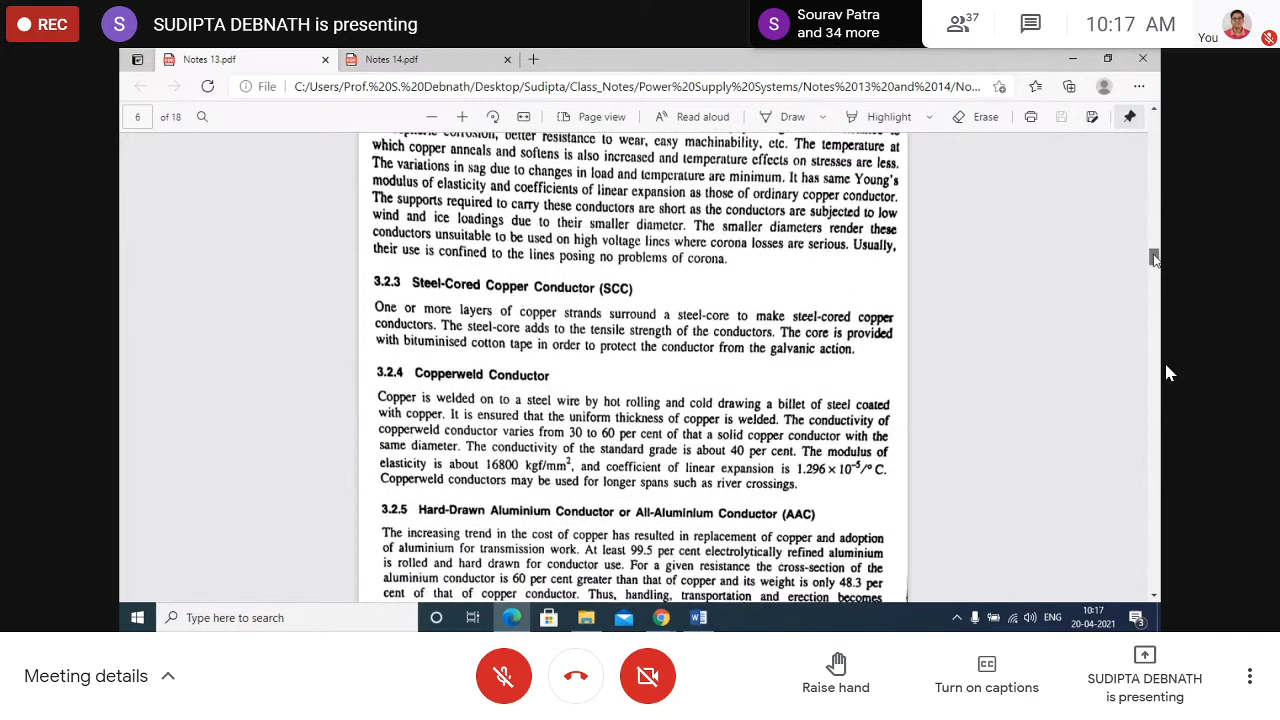 REC
S
SUDIPTA DEBNATH is presenting
S
Sourav Patra
and 34 more
37
10:17 AM
You
Notes 13.pdf
Notes 14.pdf
File
C:/Users/Prof.%20S.%20Debnath/Desktop/Sudipta/Class_Notes/Power%20Supply%20Systems/Notes%2013%20and%2014/No...
6
of 18
Page view
Read aloud
Draw
Highlight
Erase
corrosion, better resistance to wear, easy machinability, etc. The temperature at
which copper anneals and softens is also increased and temperature effects on stresses are less.
The variations in sag due to changes in load and temperature are minimum. It has same Young's
modulus of elasticity and coefficients of linear expansion as those of ordinary copper conductor.
The supports required to carry these conductors are short as the conductors are subjected to low
wind and ice loadings due to their smaller diameter. The smaller diameters render these
conductors unsuitable to be used on high voltage lines where corona losses are serious. Usually,
their use is confined to the lines posing no problems of corona.
3.2.3 Steel-Cored Copper Conductor (SCC)
One or more layers of copper strands surround a steel-core to make steel-cored copper
conductors. The steel-core adds to the tensile strength of the conductors. The core is provided
with bituminised cotton tape in order to protect the conductor from the galvanic action.
3.2.4 Copperweld Conductor
Copper is welded on to a steel wire by hot rolling and cold drawing a billet of steel coated
with copper. It is ensured that the uniform thickness of copper is welded. The conductivity of
copperweld conductor varies from 30 to 60 per cent of that a solid copper conductor with the
same diameter. The conductivity of the standard grade is about 40 per cent. The modulus of
elasticity is about 16800 kgf/mm², and coefficient of linear expansion is 1.296 × 10⁻⁵/° C.
Copperweld conductors may be used for longer spans such as river crossings.
3.2.5 Hard-Drawn Aluminium Conductor or All-Aluminium Conductor (AAC)
The increasing trend in the cost of copper has resulted in replacement of copper and adoption
of aluminium for transmission work. At least 99.5 per cent electrolytically refined aluminium
is rolled and hard drawn for conductor use. For a given resistance the cross-section of the
aluminium conductor is 60 per cent greater than that of copper and its weight is only 48.3 per
cent of that of copper conductor. Thus, handling, transportation and erection becomes
Type here to search
ENG
10:17
20-04-2021
3
Meeting details
Raise hand
Turn on captions
SUDIPTA DEBNATH
is presenting